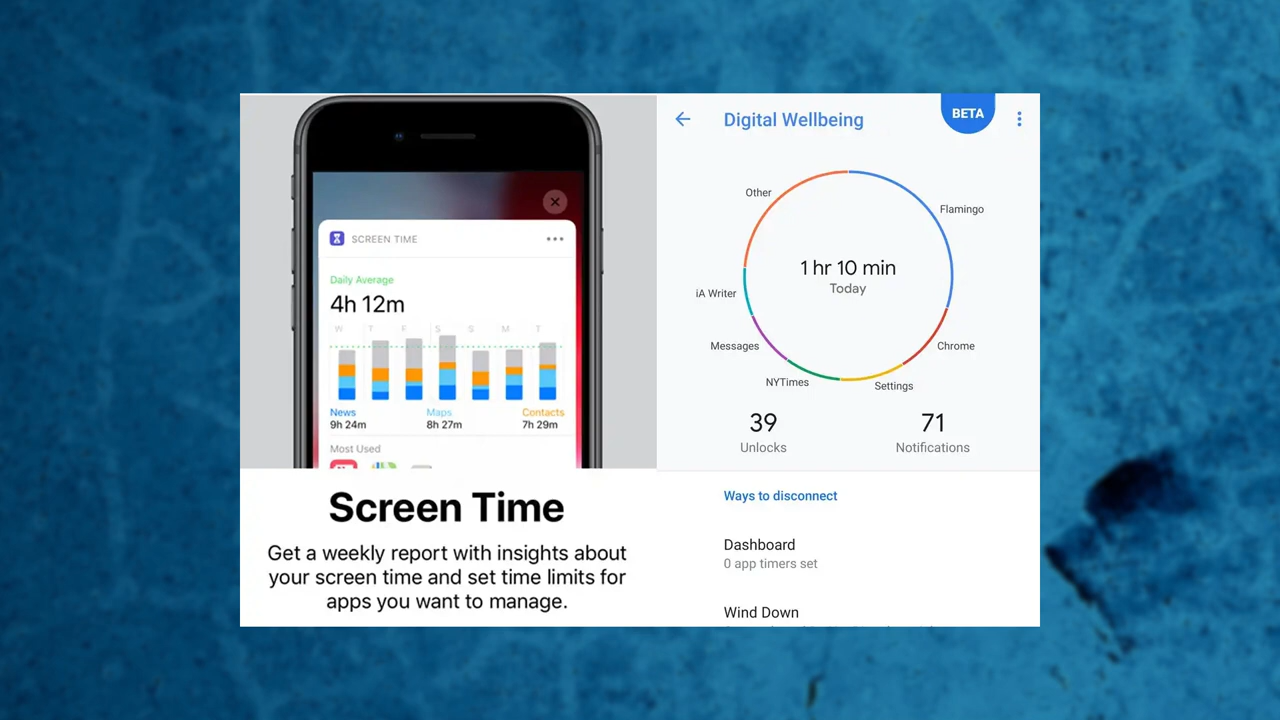 SCREEN TIME
Daily Average
4h 12m
W T F S S M T
News Maps Contacts
9h 24m 8h 27m 7h 29m
Most Used
Screen Time
Get a weekly report with insights about
your screen time and set time limits for
apps you want to manage.
Digital Wellbeing
BETA
Other
Flamingo
1 hr 10 min
Today
iA Writer
Messages
Chrome
NYTimes
Settings
39 71
Unlocks Notifications
Ways to disconnect
Dashboard
0 app timers set
Wind Down